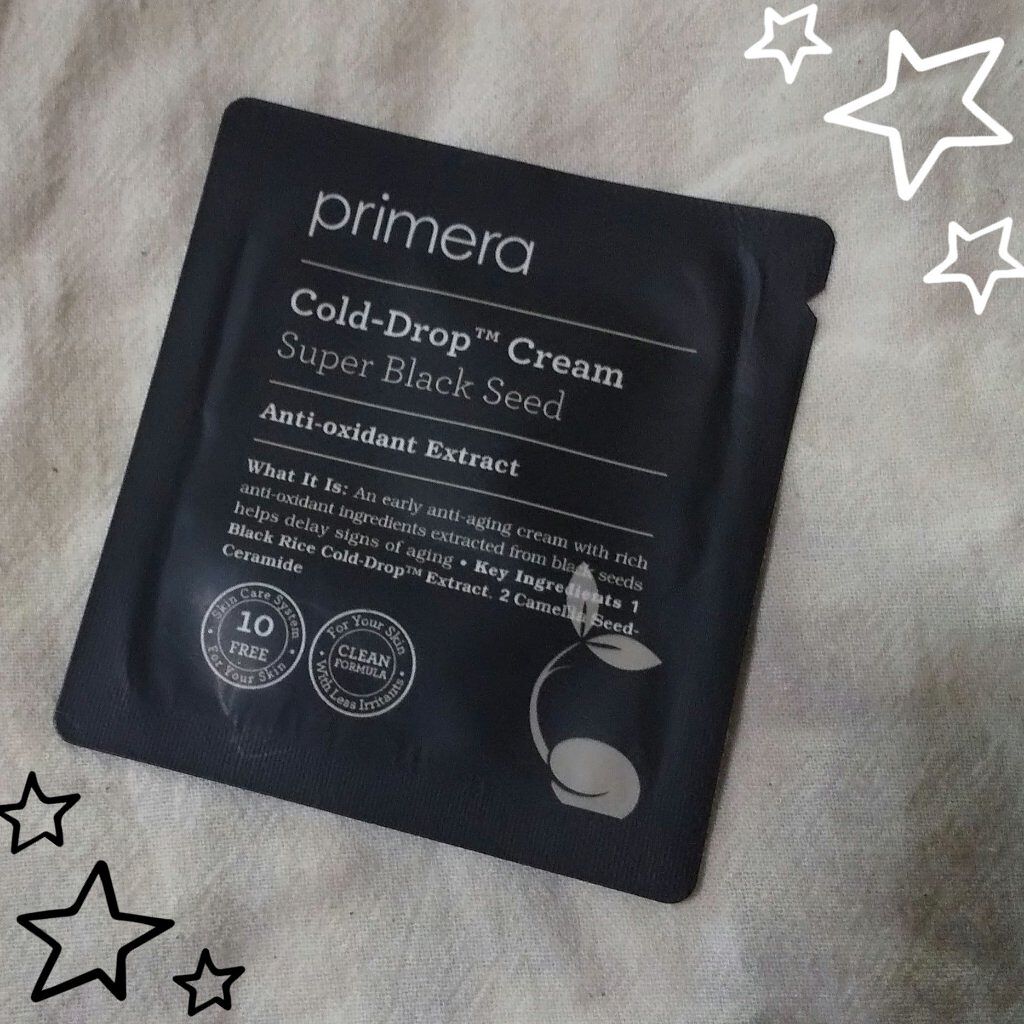 primera
Cold-Drop™ Cream
Super Black Seed
Anti-oxidant Extract
What It Is: An early anti-aging cream with rich
anti-oxidant ingredients extracted from black seeds
helps delay signs of aging • Key Ingredients 1
Black Rice Cold-Drop™ Extract. 2 Camellia Seed-
Ceramide
• Skin Care System •
10
FREE
For Your Skin
For Your Skin
CLEAN
FORMULA
• With Less Irritants •